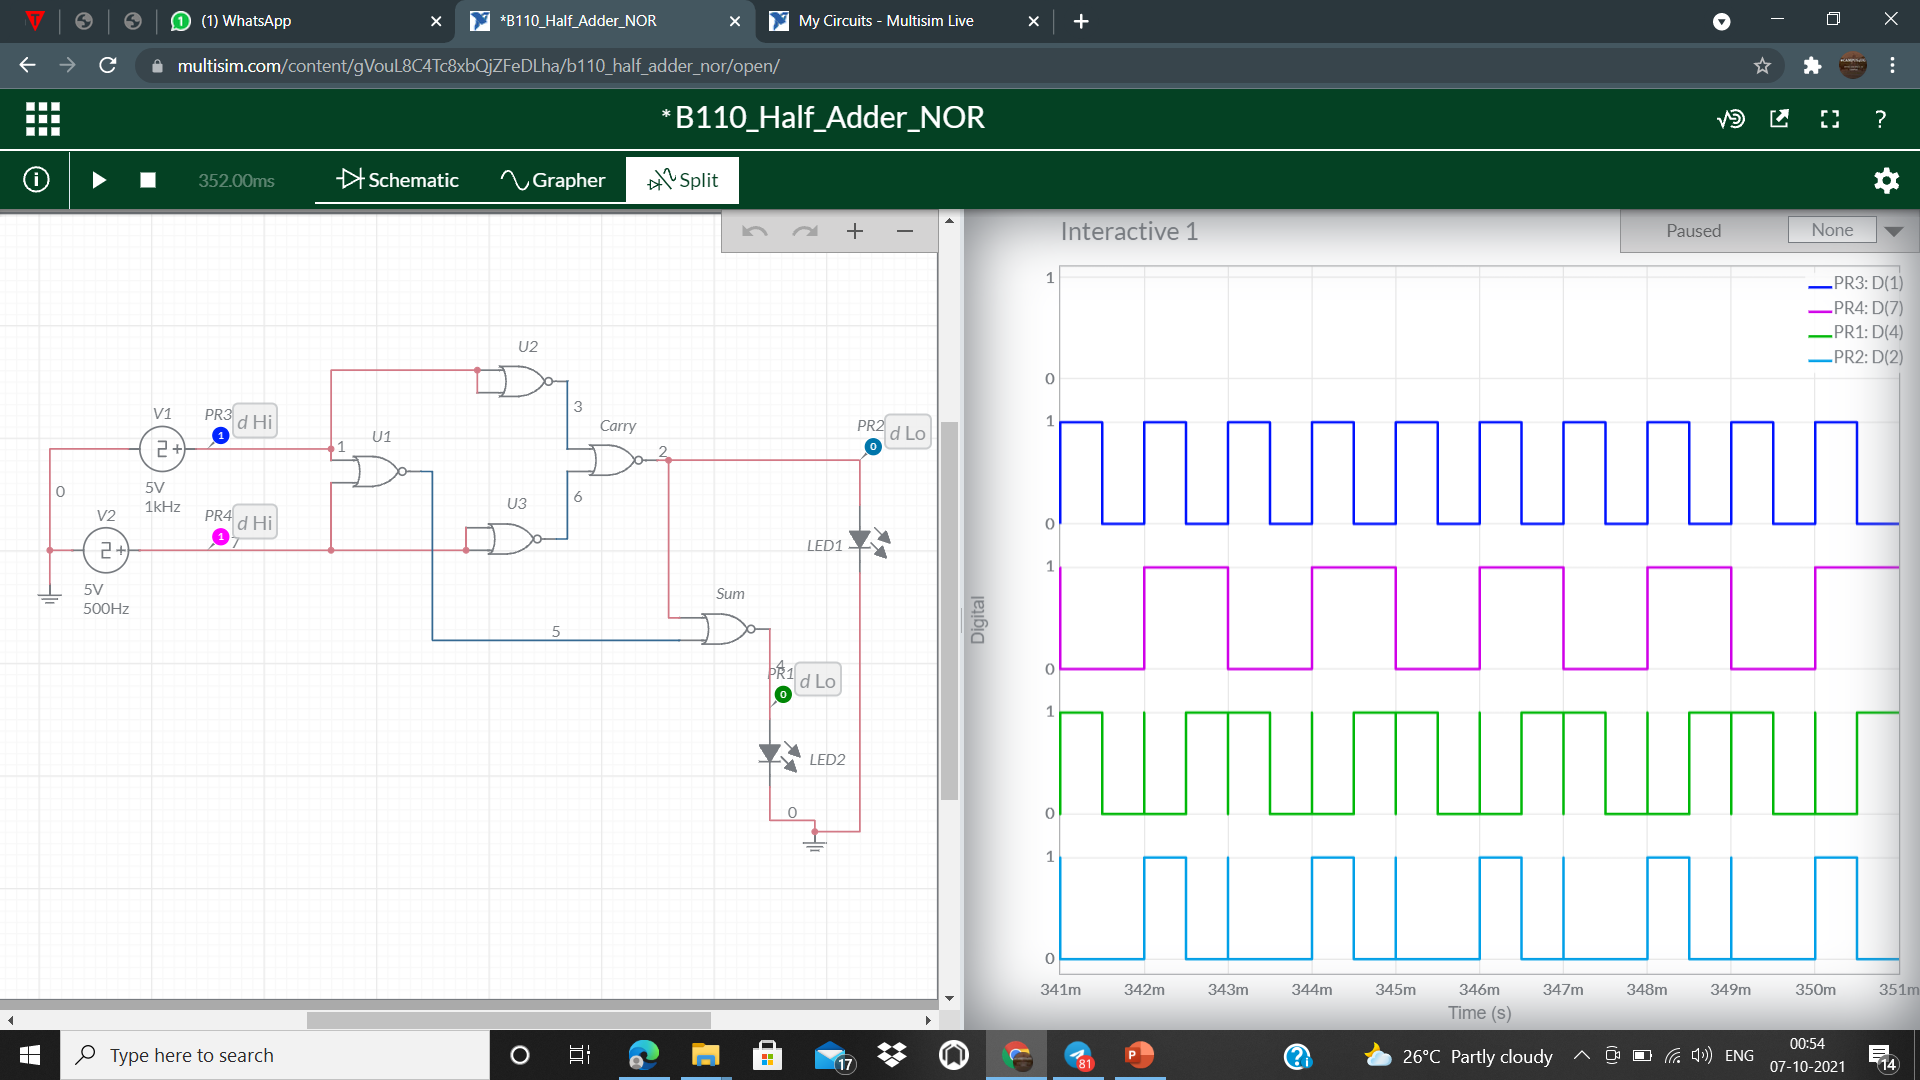 (1) WhatsApp
*B110_Half_Adder_NOR
My Circuits - Multisim Live
multisim.com/content/gVouL8C4Tc8xbQjZFeDLha/b110_half_adder_nor/open/
*B110_Half_Adder_NOR
?
352.00ms
Schematic
Grapher
Split
Interactive 1
Paused
None
U2
3
V1
PR3
d Hi
1
1
U1
Carry
2
PR2
d Lo
0
5V
1kHz
0
V2
PR4
d Hi
1
7
U3
6
LED1
5V
500Hz
Sum
5
4
PR1
d Lo
0
LED2
0
PR3: D(1)
PR4: D(7)
PR1: D(4)
PR2: D(2)
1
0
1
0
1
0
1
0
1
0
Digital
341m
342m
343m
344m
345m
346m
347m
348m
349m
350m
351m
Time (s)
Type here to search
17
81
26°C Partly cloudy
ENG
00:54
07-10-2021
14